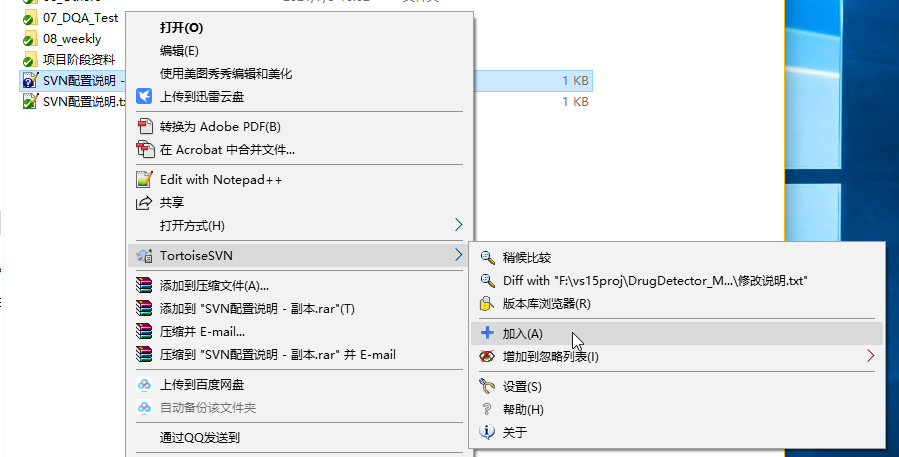 07_DQA_Test
08_weekly
项目阶段资料
SVN配置说明 -
1 KB
SVN配置说明.t
1 KB
打开(O)
编辑(E)
使用美图秀秀编辑和美化
上传到迅雷云盘
转换为 Adobe PDF(B)
在 Acrobat 中合并文件...
Edit with Notepad++
共享
打开方式(H)
TortoiseSVN
添加到压缩文件(A)...
添加到 "SVN配置说明 - 副本.rar"(T)
压缩并 E-mail...
压缩到 "SVN配置说明 - 副本.rar" 并 E-mail
上传到百度网盘
自动备份该文件夹
通过QQ发送到
稍候比较
Diff with "F:\vs15proj\DrugDetector_M...\修改说明.txt"
版本库浏览器(R)
加入(A)
增加到忽略列表(I)
设置(S)
帮助(H)
关于